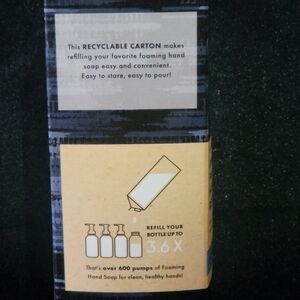 This RECYCLABLE CARTON makes
refilling your favorite foaming hand
soap easy and convenient.
Easy to store, easy to pour!
REFILL YOUR
BOTTLE UP TO
3.6X
That's over 600 pumps of Foaming
Hand Soap for clean, healthy hands!